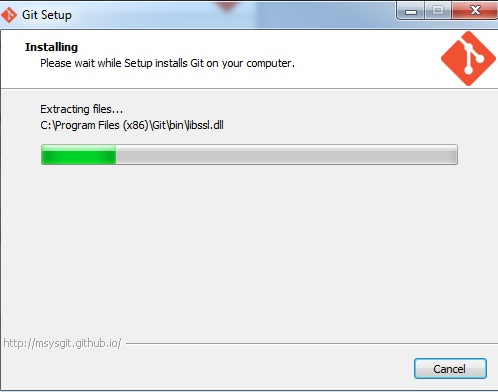 Git Setup
Installing
Please wait while Setup installs Git on your computer.
Extracting files...
C:\Program Files (x86)\Git\bin\libssl.dll
http://msysgit.github.io/
Cancel